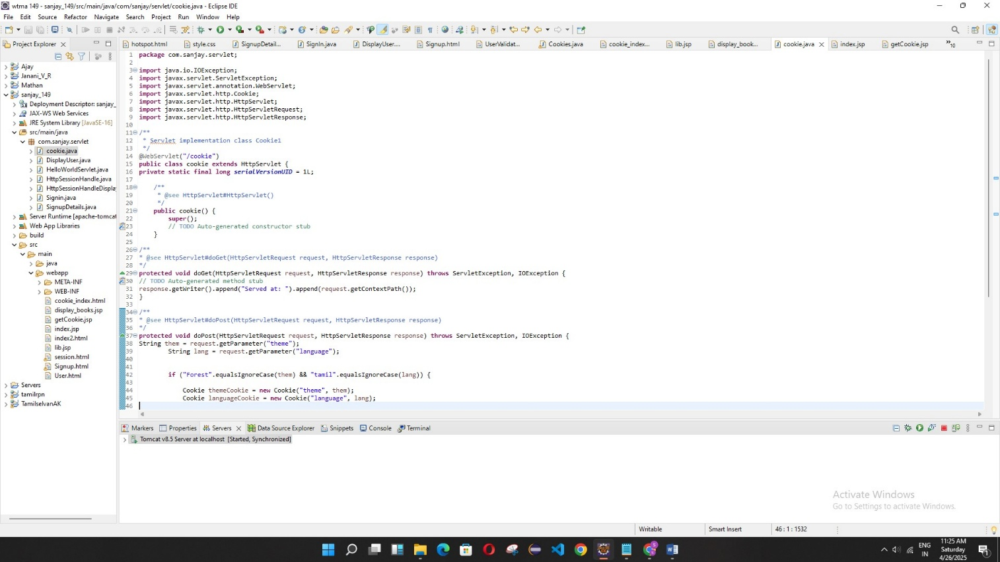 wtma 149 - sanjay_149/src/main/java/com/sanjay/servlet/cookie.java - Eclipse IDE
File Edit Source Refactor Navigate Search Project Run Window Help
Project Explorer
hotspot.html style.css SignupDetail... SignIn.java DisplayUser.... Signup.html UserValidat... Cookies.java cookie_index... lib.jsp display_book... cookie.java index.jsp getCookie.jsp »10
Ajay
Janani_V_R
Mathan
sanjay_149
Deployment Descriptor: sanjay_
JAX-WS Web Services
JRE System Library [JavaSE-16]
src/main/java
com.sanjay.servlet
cookie.java
DisplayUser.java
HelloWorldServlet.java
HttpSessionHandle.java
HttpSessionHandleDispla
Signin.java
SignupDetails.java
Server Runtime [apache-tomcat
Web App Libraries
build
src
main
java
webapp
META-INF
WEB-INF
cookie_index.html
display_books.jsp
getCookie.jsp
index.jsp
index2.html
lib.jsp
session.html
Signup.html
User.html
Servers
tamilrpn
TamilselvanAK
1 package com.sanjay.servlet;
2
3 import java.io.IOException;
4 import javax.servlet.ServletException;
5 import javax.servlet.annotation.WebServlet;
6 import javax.servlet.http.Cookie;
7 import javax.servlet.http.HttpServlet;
8 import javax.servlet.http.HttpServletRequest;
9 import javax.servlet.http.HttpServletResponse;
10
11 /**
12 * Servlet implementation class Cookie1
13 */
14 @WebServlet("/cookie")
15 public class cookie extends HttpServlet {
16 private static final long serialVersionUID = 1L;
17
18 /**
19 * @see HttpServlet#HttpServlet()
20 */
21 public cookie() {
22 super();
23 // TODO Auto-generated constructor stub
24 }
25
26 /**
27 * @see HttpServlet#doGet(HttpServletRequest request, HttpServletResponse response)
28 */
29 protected void doGet(HttpServletRequest request, HttpServletResponse response) throws ServletException, IOException {
30 // TODO Auto-generated method stub
31 response.getWriter().append("Served at: ").append(request.getContextPath());
32 }
33
34 /**
35 * @see HttpServlet#doPost(HttpServletRequest request, HttpServletResponse response)
36 */
37 protected void doPost(HttpServletRequest request, HttpServletResponse response) throws ServletException, IOException {
38 String them = request.getParameter("theme");
39 String lang = request.getParameter("language");
40
41
42 if ("Forest".equalsIgnoreCase(them) && "tamil".equalsIgnoreCase(lang)) {
43
44 Cookie themeCookie = new Cookie("theme", them);
45 Cookie languageCookie = new Cookie("language", lang);
46
Markers Properties Servers Data Source Explorer Snippets Console Terminal
Tomcat v8.5 Server at localhost [Started, Synchronized]
Activate Windows
Go to Settings to activate Windows.
Writable Smart Insert 46 : 1 : 1532
ENG
IN
11:25 AM
Saturday
4/26/2025
1